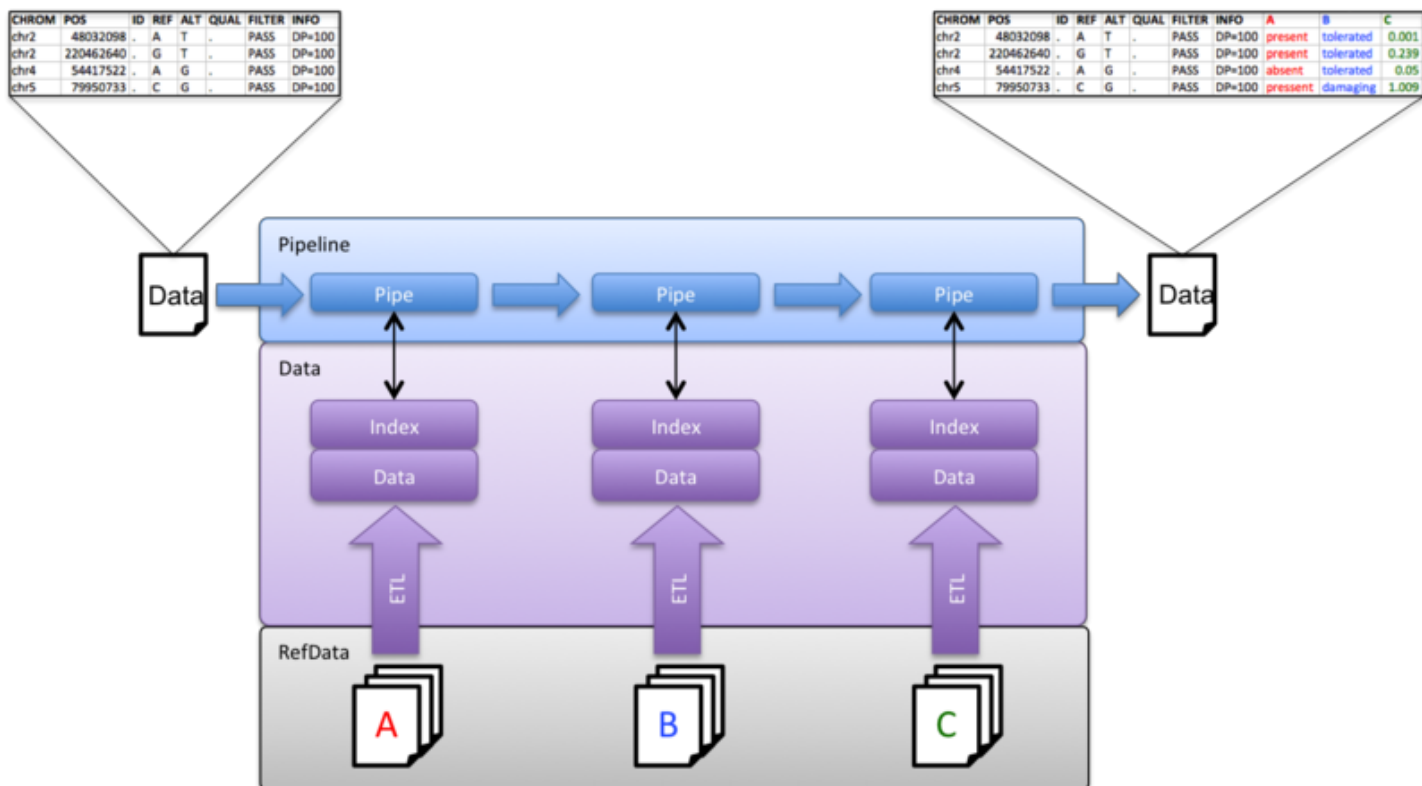 CHROM POS ID REF ALT QUAL FILTER INFO
chr2 48032098 . A T . PASS DP=100
chr2 220462640 . G T . PASS DP=100
chr4 54417522 . A G . PASS DP=100
chr5 79950733 . C G . PASS DP=100
CHROM POS ID REF ALT QUAL FILTER INFO A B C
chr2 48032098 . A T . PASS DP=100 present tolerated 0.001
chr2 220462640 . G T . PASS DP=100 present tolerated 0.239
chr4 54417522 . A G . PASS DP=100 absent tolerated 0.05
chr5 79950733 . C G . PASS DP=100 pressent damaging 1.009
Pipeline
Data Pipe Pipe Pipe Data
Data
Index Index Index
Data Data Data
ETL ETL ETL
RefData
A B C